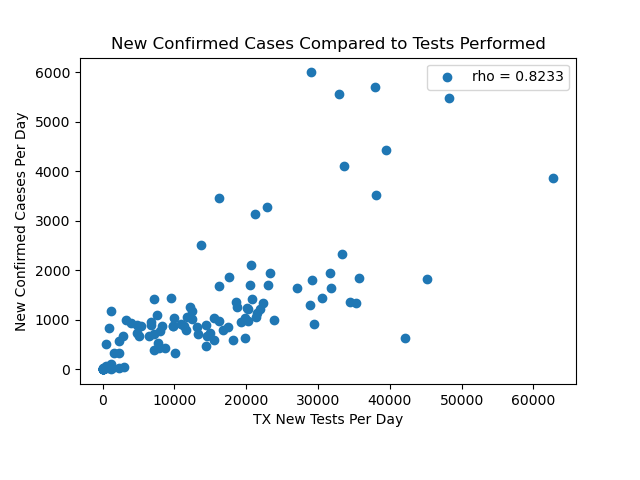 New Confirmed Cases Compared to Tests Performed
rho = 0.8233
6000
5000
4000
3000
2000
1000
0
New Confirmed Caeses Per Day
0 10000 20000 30000 40000 50000 60000
TX New Tests Per Day